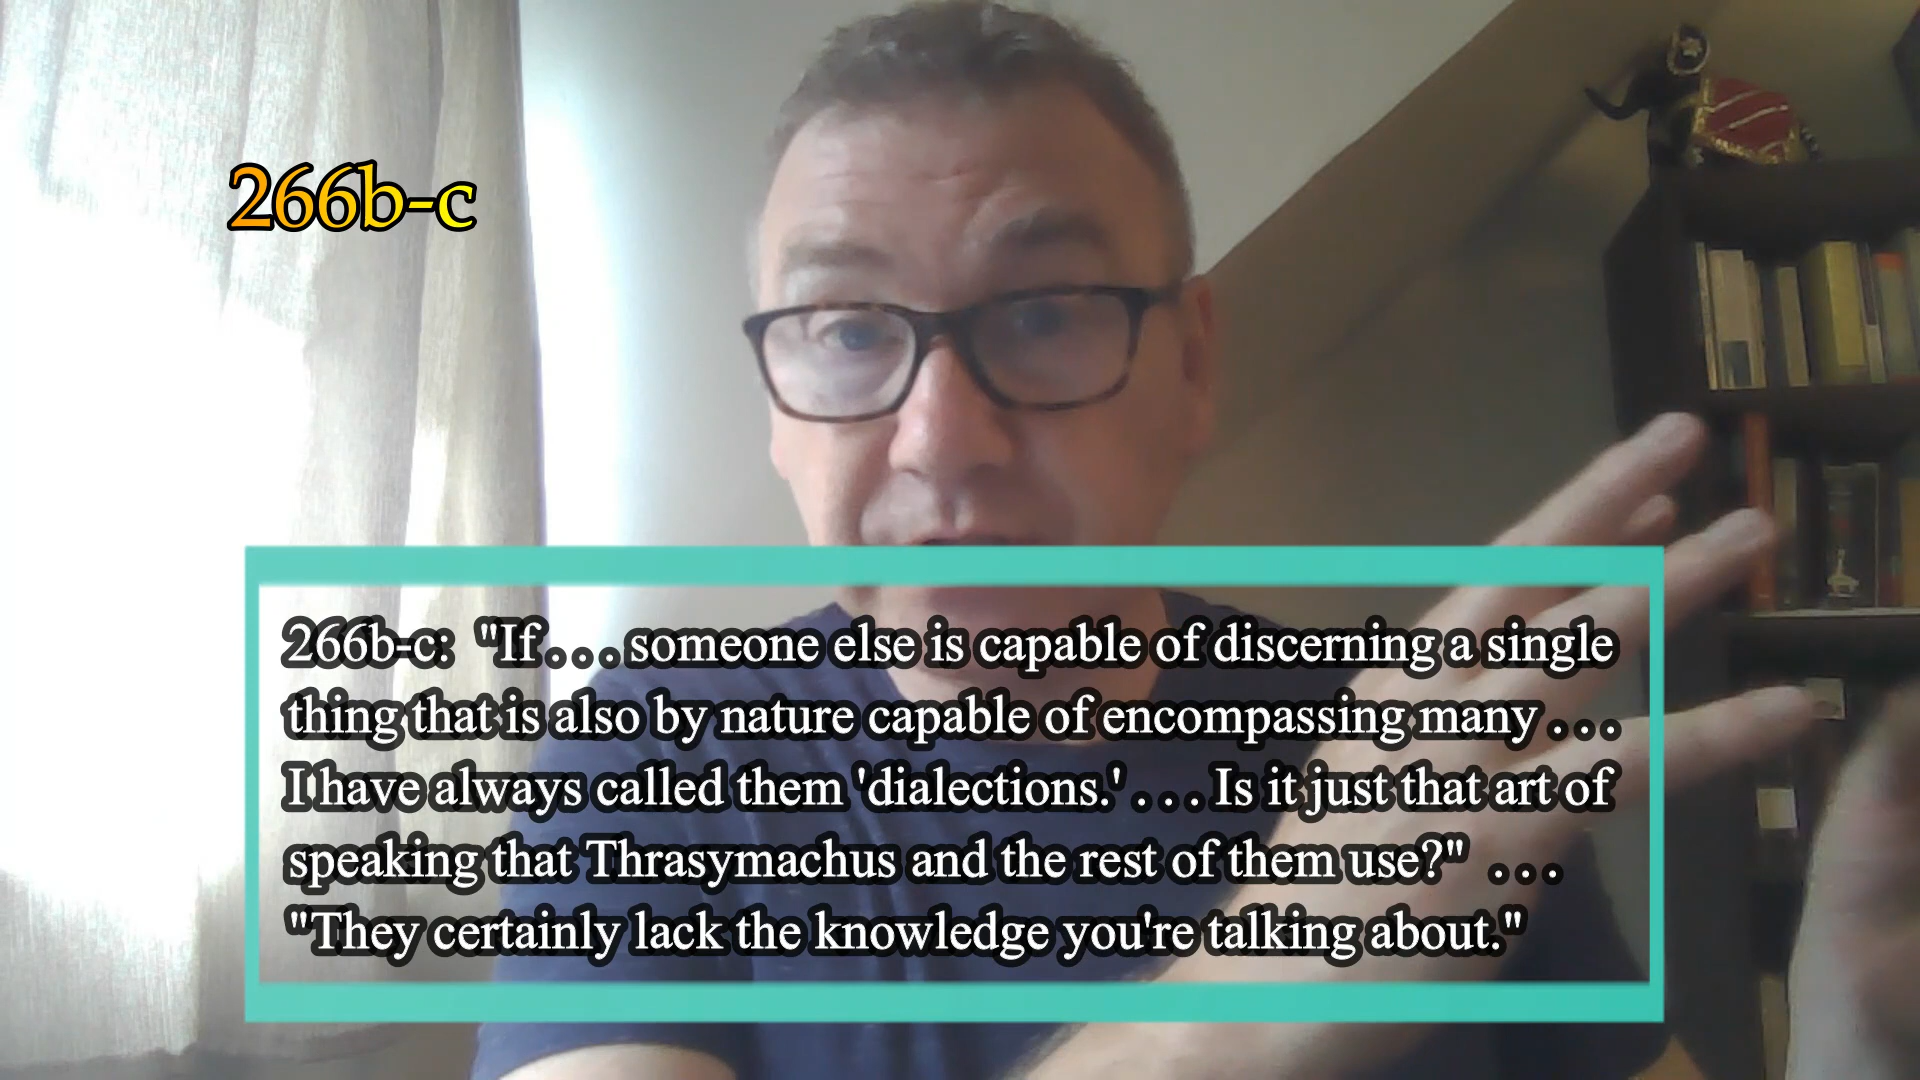 266b-c
266b-c: "If . . . someone else is capable of discerning a single
thing that is also by nature capable of encompassing many . . .
I have always called them 'dialections.' . . . Is it just that art of
speaking that Thrasymachus and the rest of them use?" . . .
"They certainly lack the knowledge you're talking about."